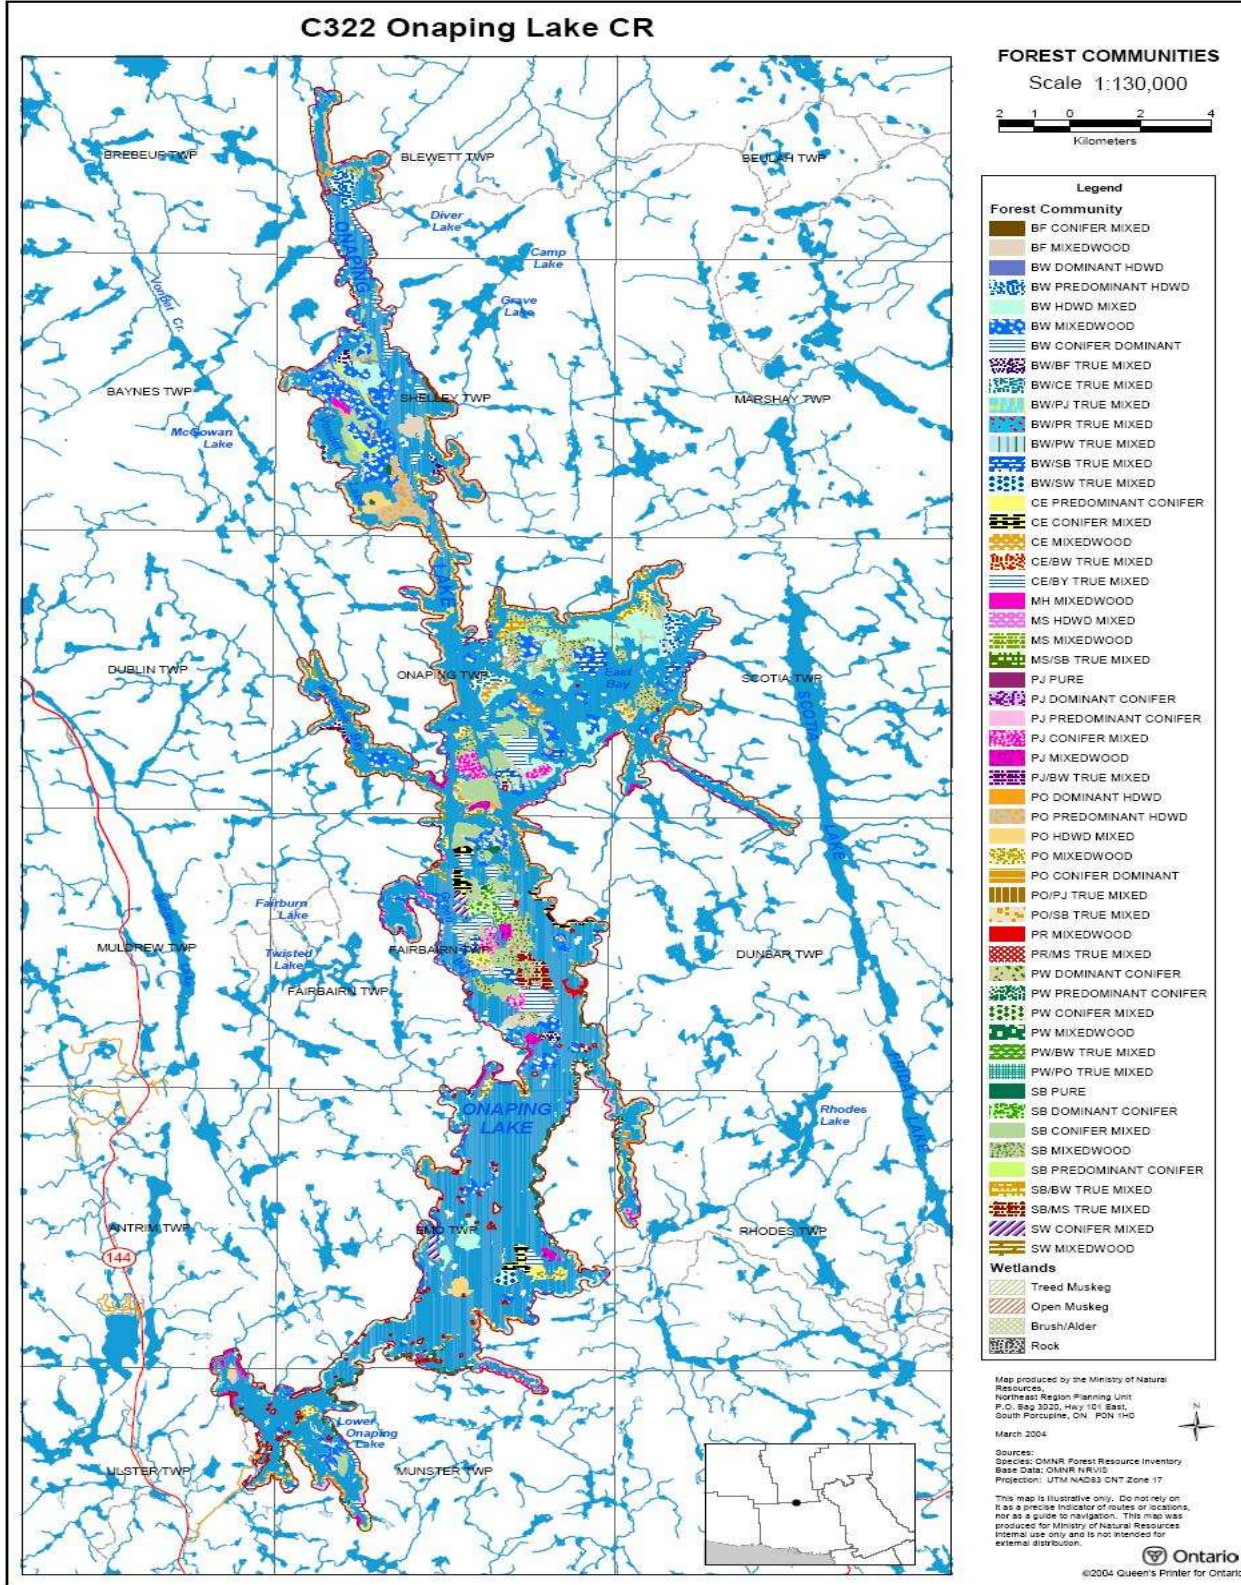 C322 Onaping Lake CR
FOREST COMMUNITIES
Scale 1:130,000
2 1 0 2 4
Kilometers
BREBEUF TWP
BLEWETT TWP
BEULAH TWP
Diver
Lake
ONAPING
Camp
Lake
Grave
Lake
BAYNES TWP
SHELLEY TWP
MARSHAY TWP
McGowan
Lake
LAKE
DUBLIN TWP
ONAPING TWP
East
Bay
SCOTIA TWP
SCOTIA
LAKE
Bay
Fairburn
Lake
MULDREW TWP
Twisted
Lake
FAIRBAIRN TWP
FAIRBAIRN TWP
DUNBAR TWP
FRIDAY LAKE
ONAPING
LAKE
Rhodes
Lake
ANTRIM TWP
EMO TWP
RHODES TWP
144
Lower
Onaping
Lake
ULSTER TWP
MUNSTER TWP
Legend
Forest Community
BF CONIFER MIXED
BF MIXEDWOOD
BW DOMINANT HDWD
BW PREDOMINANT HDWD
BW HDWD MIXED
BW MIXEDWOOD
BW CONIFER DOMINANT
BW/BF TRUE MIXED
BW/CE TRUE MIXED
BW/PJ TRUE MIXED
BW/PR TRUE MIXED
BW/PW TRUE MIXED
BW/SB TRUE MIXED
BW/SW TRUE MIXED
CE PREDOMINANT CONIFER
CE CONIFER MIXED
CE MIXEDWOOD
CE/BW TRUE MIXED
CE/BY TRUE MIXED
MH MIXEDWOOD
MS HDWD MIXED
MS MIXEDWOOD
MS/SB TRUE MIXED
PJ PURE
PJ DOMINANT CONIFER
PJ PREDOMINANT CONIFER
PJ CONIFER MIXED
PJ MIXEDWOOD
PJ/BW TRUE MIXED
PO DOMINANT HDWD
PO PREDOMINANT HDWD
PO HDWD MIXED
PO MIXEDWOOD
PO CONIFER DOMINANT
PO/PJ TRUE MIXED
PO/SB TRUE MIXED
PR MIXEDWOOD
PR/MS TRUE MIXED
PW DOMINANT CONIFER
PW PREDOMINANT CONIFER
PW CONIFER MIXED
PW MIXEDWOOD
PW/BW TRUE MIXED
PW/PO TRUE MIXED
SB PURE
SB DOMINANT CONIFER
SB CONIFER MIXED
SB MIXEDWOOD
SB PREDOMINANT CONIFER
SB/BW TRUE MIXED
SB/MS TRUE MIXED
SW CONIFER MIXED
SW MIXEDWOOD
Wetlands
Treed Muskeg
Open Muskeg
Brush/Alder
Rock
Map produced by the Ministry of Natural
Resources,
Northeast Region Planning Unit
P.O. Bag 3020, Hwy 101 East,
South Porcupine, ON P0N 1H0
N
March 2004
Sources:
Species: OMNR Forest Resource Inventory
Base Data: OMNR NRVIS
Projection: UTM NAD83 CNT Zone 17
This map is illustrative only. Do not rely on
it as a precise indicator of routes or locations,
nor as a guide to navigation. This map was
produced for Ministry of Natural Resources
internal use only and is not intended for
external distribution.
Ontario
©2004 Queen's Printer for Ontario